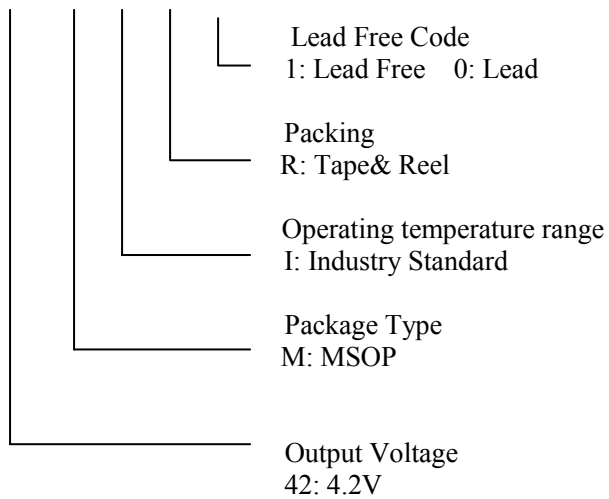 Lead Free Code
1: Lead Free 0: Lead
Packing
R: Tape& Reel
Operating temperature range
I: Industry Standard
Package Type
M: MSOP
Output Voltage
42: 4.2V